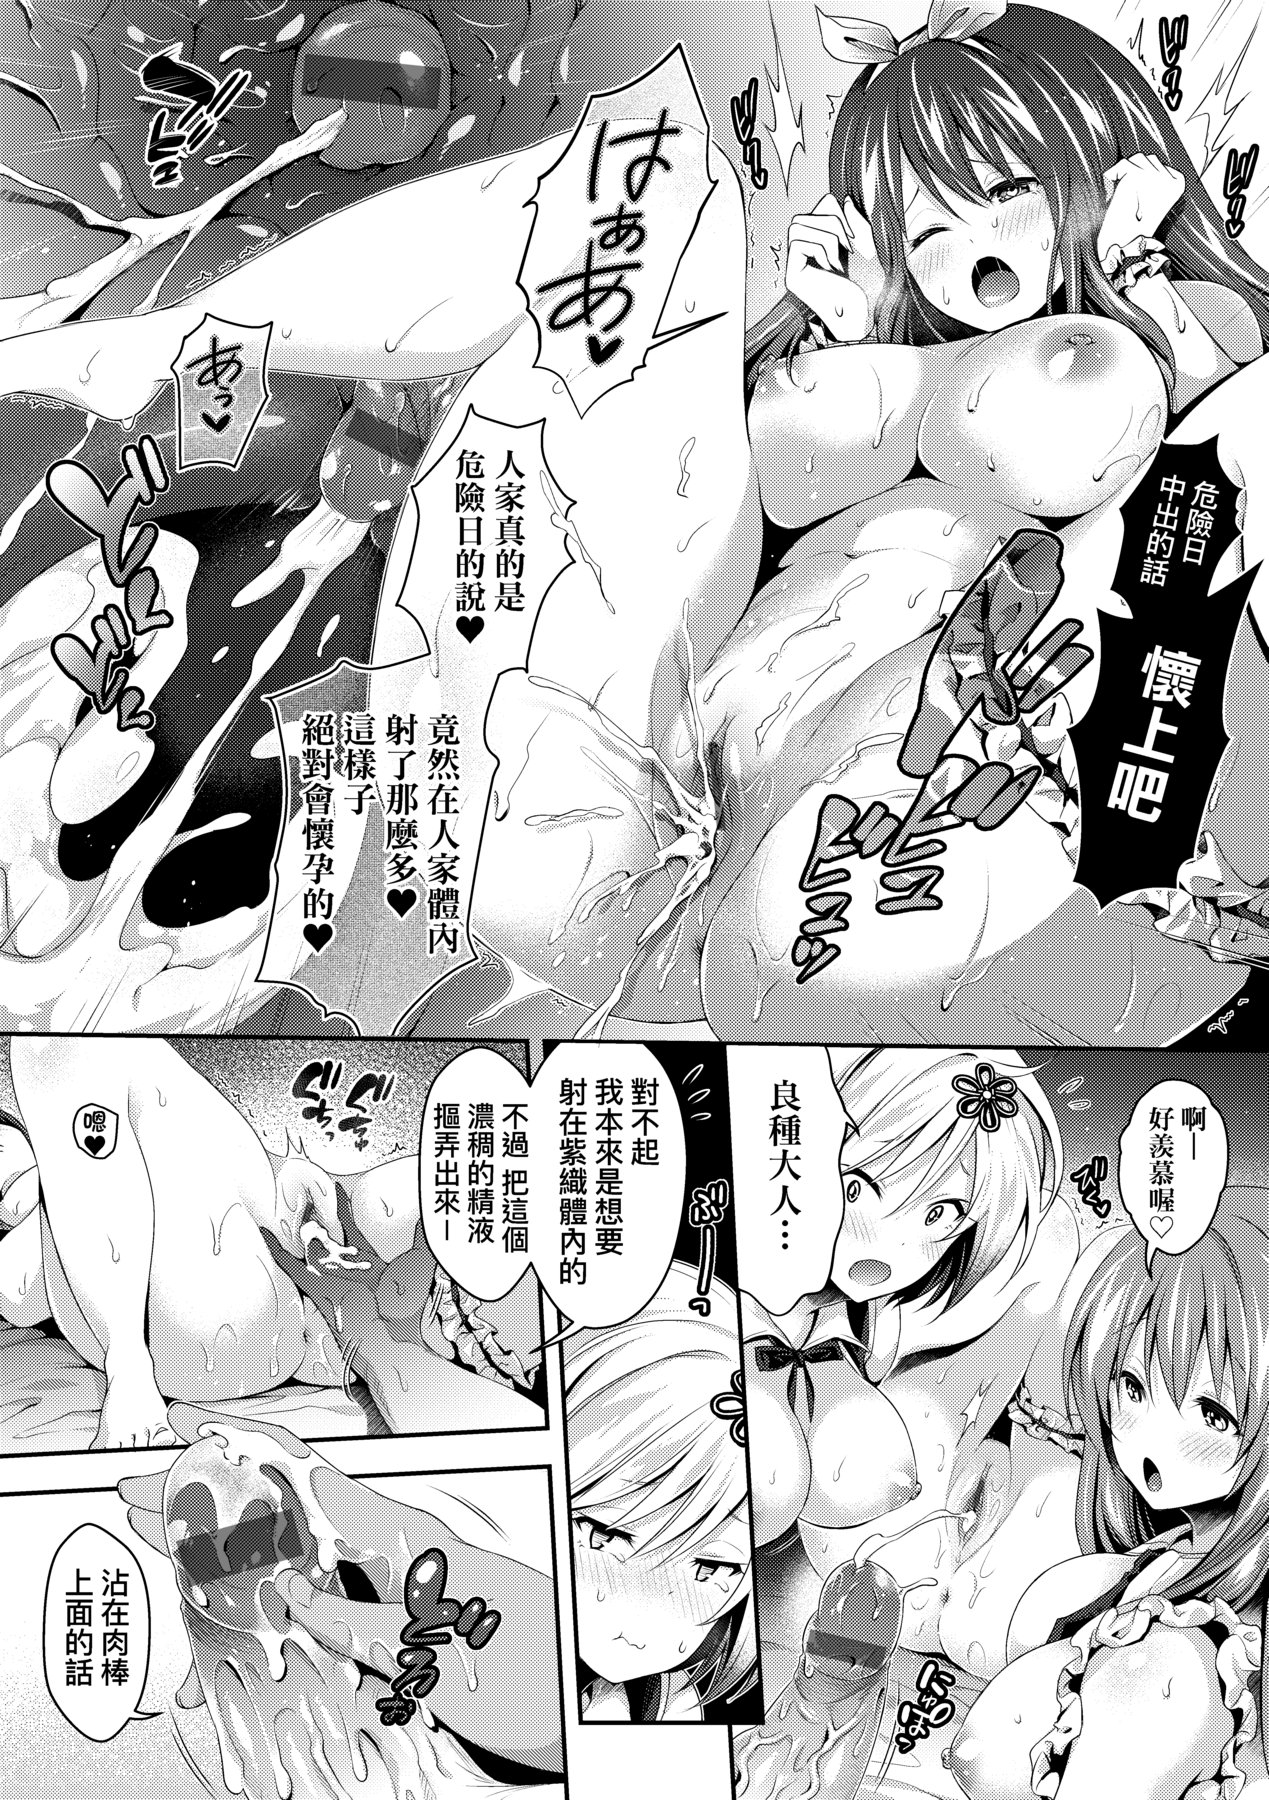 危險日
中出的話
懷上吧
はぁあ♥
あっ♥
人家真的是
危險日的說♥
竟然在人家體內
射了那麼多♥
這樣子
絕對會懷孕的♥
啊—
好羨慕喔♡
良種大人…
對不起
我本來是想要
射在紫織體內的
不過 把這個
濃稠的精液
摳弄出來—
嗯♥
沾在肉棒
上面的話